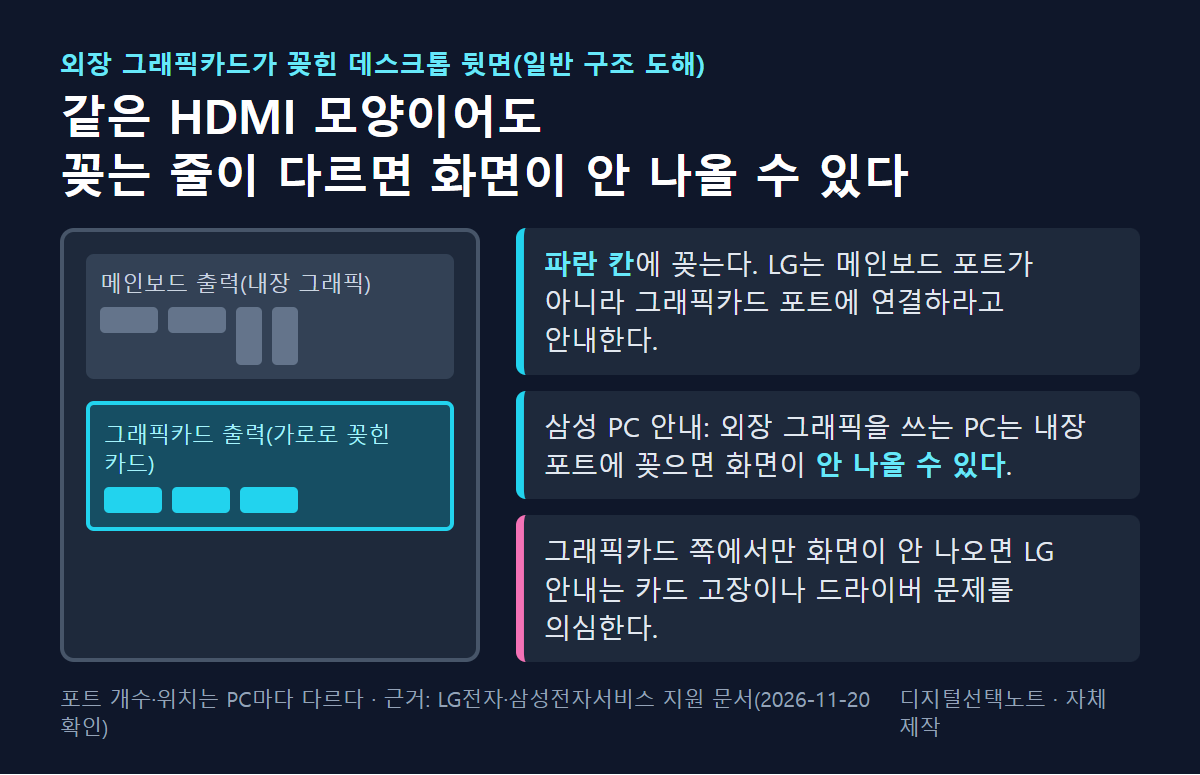 외장 그래픽카드가 꽂힌 데스크톱 뒷면(일반 구조 도해)
같은 HDMI 모양이어도
꽂는 줄이 다르면 화면이 안 나올 수 있다
메인보드 출력(내장 그래픽)
그래픽카드 출력(가로로 꽂힌
카드)
파란 칸에 꽂는다. LG는 메인보드 포트가
아니라 그래픽카드 포트에 연결하라고
안내한다.
삼성 PC 안내: 외장 그래픽을 쓰는 PC는 내장
포트에 꽂으면 화면이 안 나올 수 있다.
그래픽카드 쪽에서만 화면이 안 나오면 LG
안내는 카드 고장이나 드라이버 문제를
의심한다.
포트 개수·위치는 PC마다 다르다 · 근거: LG전자·삼성전자서비스 지원 문서(2026-11-20
확인)
디지털선택노트 · 자체
제작